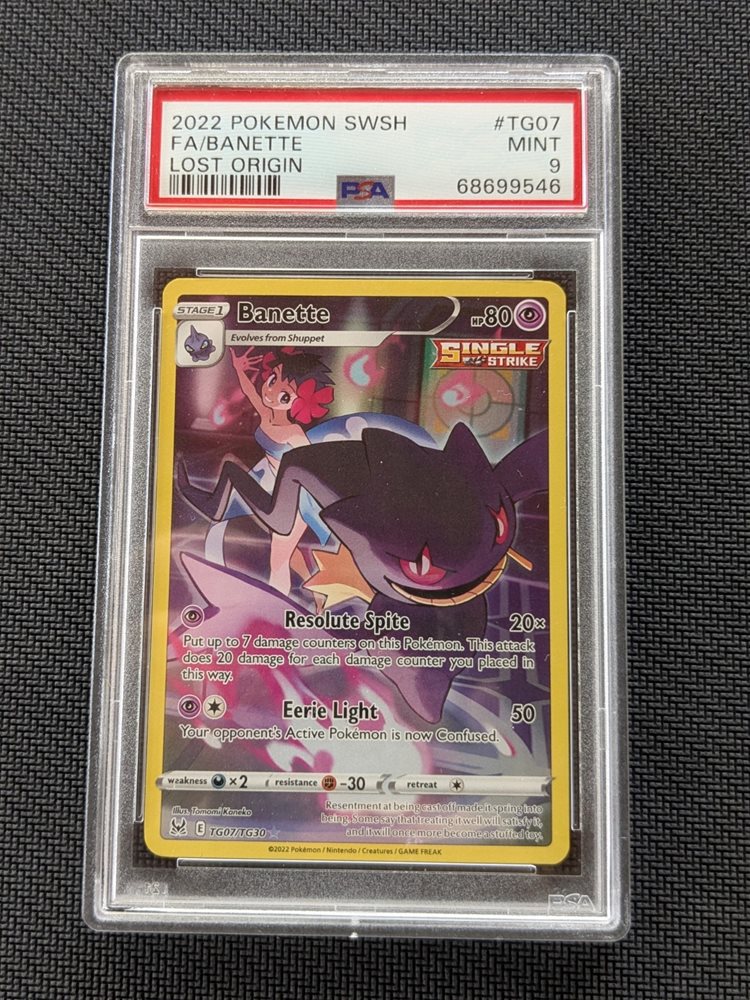 2022 POKEMON SWSH #TG07
FA/BANETTE MINT
LOST ORIGIN 9
PSA 68699546
STAGE 1 Banette HP 80
Evolves from Shuppet
SINGLE
STRIKE
Resolute Spite 20×
Put up to 7 damage counters on this Pokémon. This attack
does 20 damage for each damage counter you placed in
this way.
Eerie Light 50
Your opponent's Active Pokémon is now Confused.
weakness ×2 resistance -30 retreat
Illus. Tomomi Kaneko
E TG07/TG30
Resentment at being cast off made it spring into
being. Some say that treating it well will satisfy it,
and it will once more become a stuffed toy.
©2022 Pokémon / Nintendo / Creatures / GAME FREAK
PSA